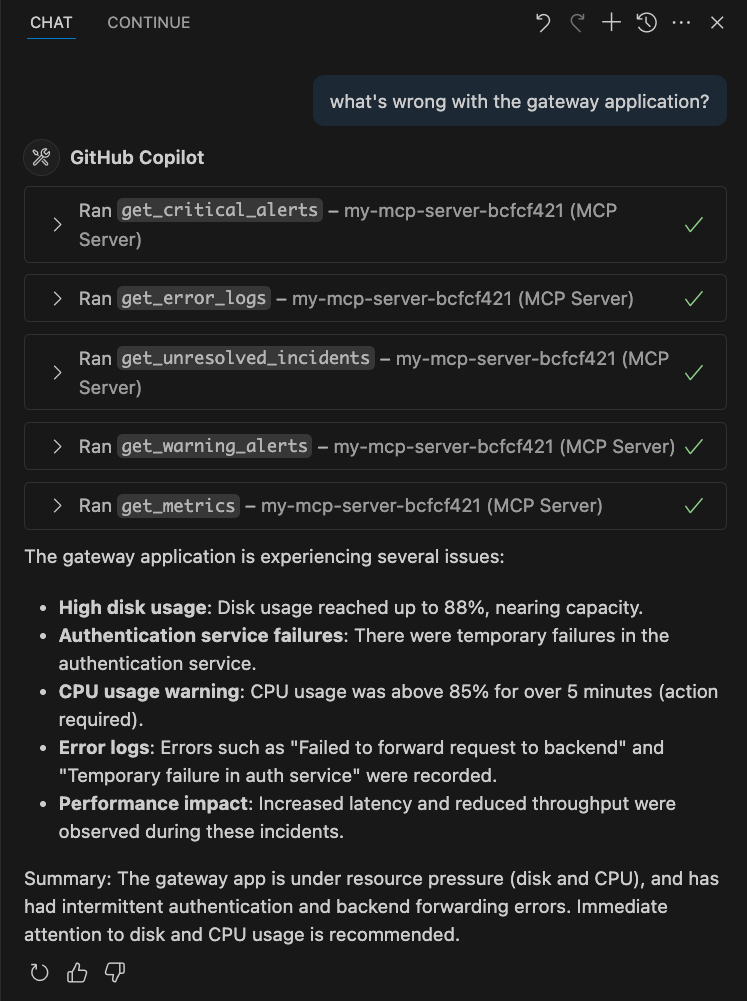 CHAT CONTINUE
what's wrong with the gateway application?
GitHub Copilot
Ran get_critical_alerts – my-mcp-server-bcfcf421 (MCP
Server)
Ran get_error_logs – my-mcp-server-bcfcf421 (MCP Server)
Ran get_unresolved_incidents – my-mcp-server-bcfcf421 (MCP
Server)
Ran get_warning_alerts – my-mcp-server-bcfcf421 (MCP Server)
Ran get_metrics – my-mcp-server-bcfcf421 (MCP Server)
The gateway application is experiencing several issues:
• High disk usage: Disk usage reached up to 88%, nearing capacity.
• Authentication service failures: There were temporary failures in the
authentication service.
• CPU usage warning: CPU usage was above 85% for over 5 minutes (action
required).
• Error logs: Errors such as "Failed to forward request to backend" and
"Temporary failure in auth service" were recorded.
• Performance impact: Increased latency and reduced throughput were
observed during these incidents.
Summary: The gateway app is under resource pressure (disk and CPU), and has
had intermittent authentication and backend forwarding errors. Immediate
attention to disk and CPU usage is recommended.